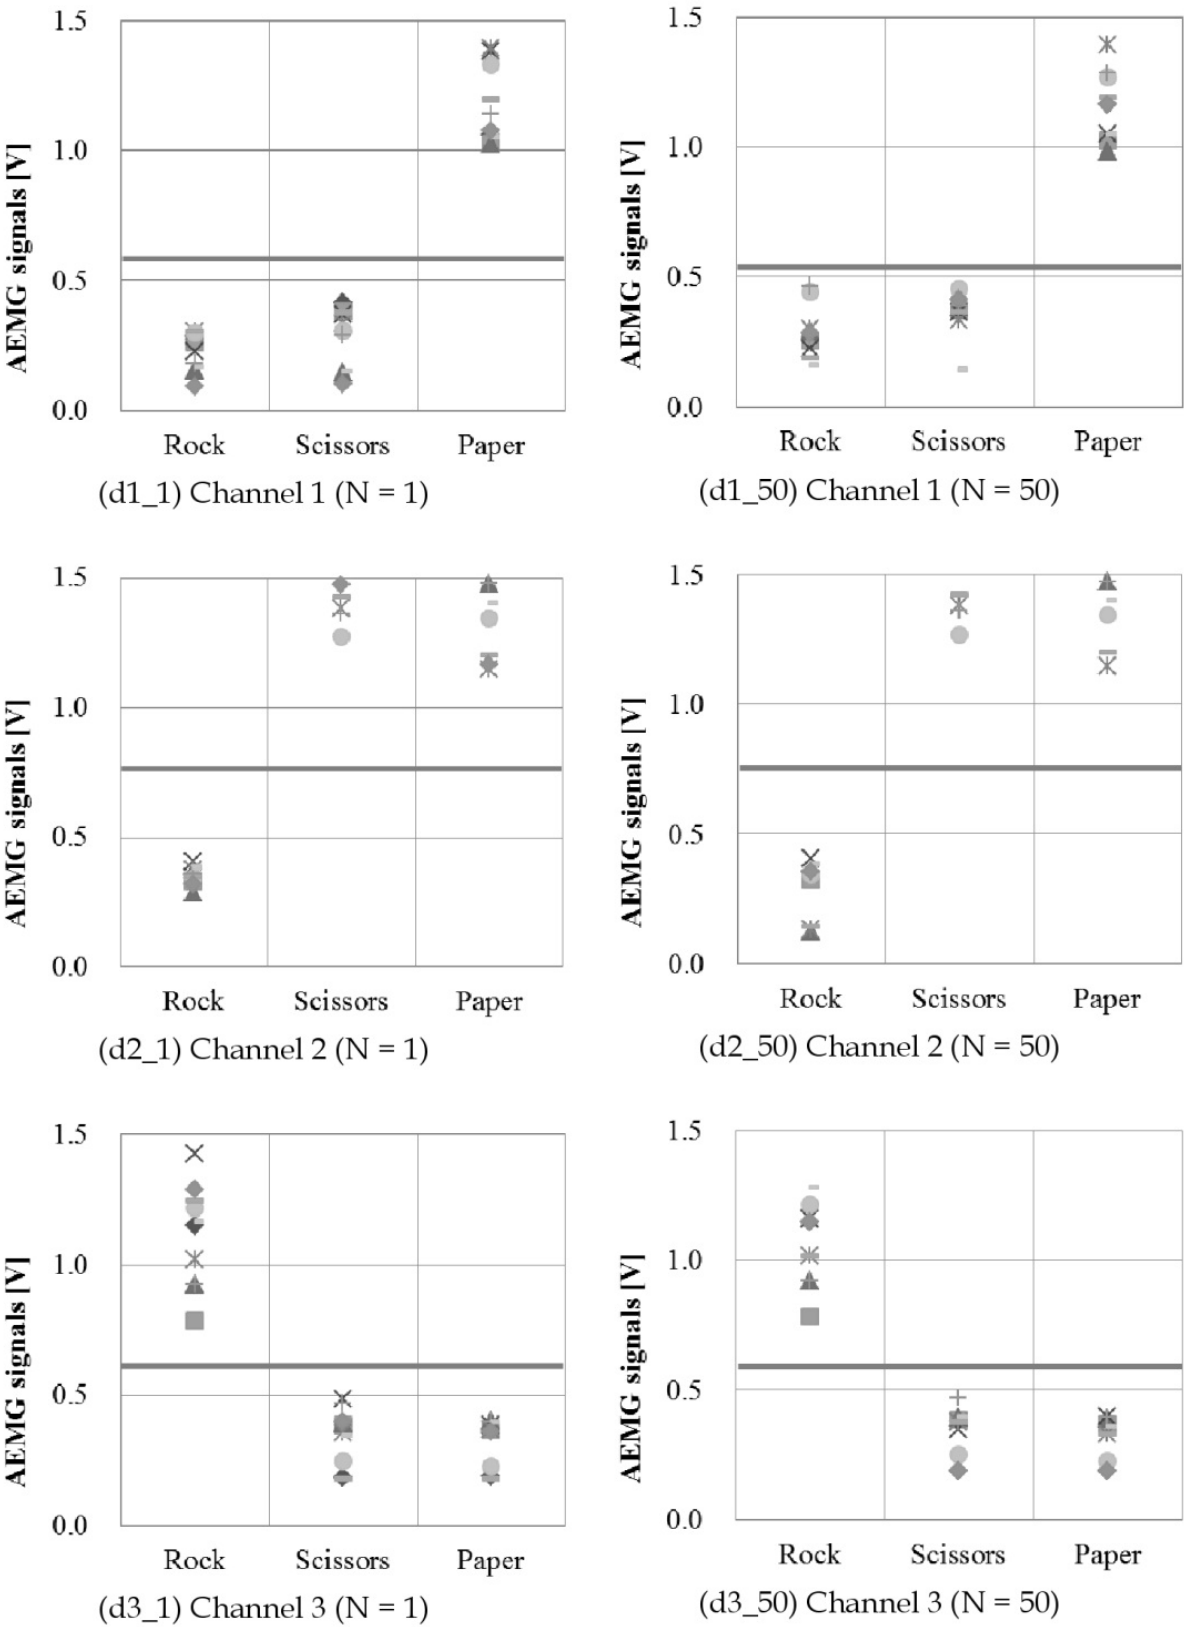 1.5
1.0
0.5
0.0
AEMG signals [V]
Rock Scissors Paper
(d1_1) Channel 1 (N = 1)
1.5
1.0
0.5
0.0
AEMG signals [V]
Rock Scissors Paper
(d1_50) Channel 1 (N = 50)
1.5
1.0
0.5
0.0
AEMG signals [V]
Rock Scissors Paper
(d2_1) Channel 2 (N = 1)
1.5
1.0
0.5
0.0
AEMG signals [V]
Rock Scissors Paper
(d2_50) Channel 2 (N = 50)
1.5
1.0
0.5
0.0
AEMG signals [V]
Rock Scissors Paper
(d3_1) Channel 3 (N = 1)
1.5
1.0
0.5
0.0
AEMG signals [V]
Rock Scissors Paper
(d3_50) Channel 3 (N = 50)